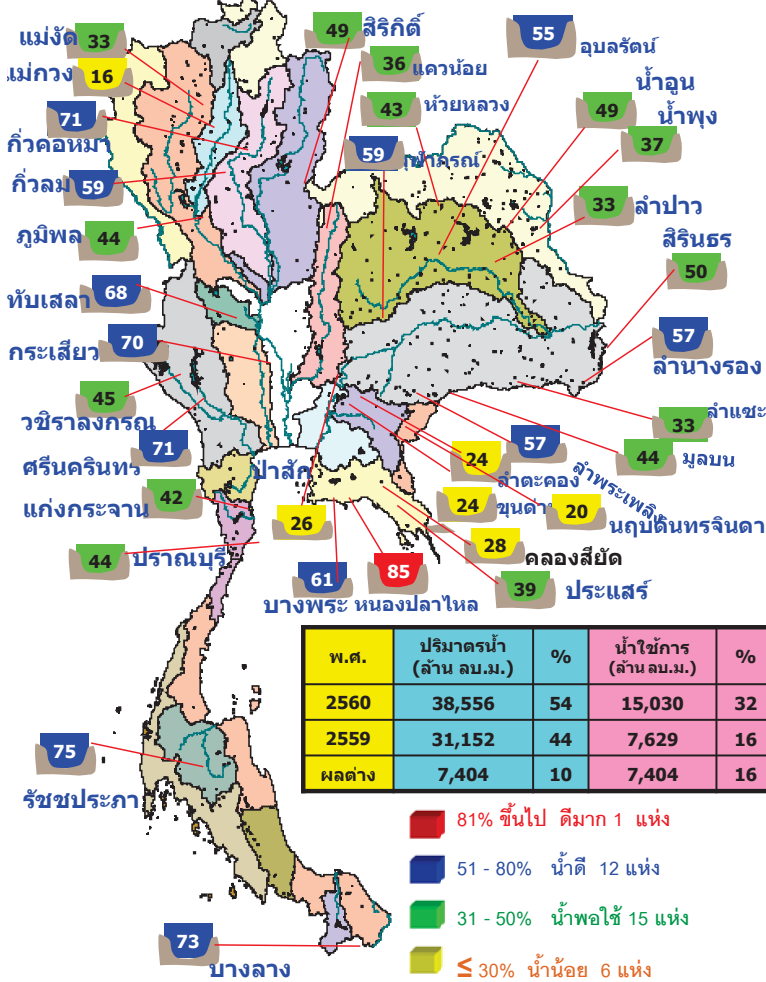 แม่งัด
33
แม่กวง
16
71
กิ่วคอหมา
กิ่วลม
59
ภูมิพล
44
49
สิริกิติ์
36
แควน้อย
43
ห้วยหลวง
59
55
อุบลรัตน์
น้ำอูน
49
น้ำพุง
37
33
ลำปาว
สิรินธร
50
57
ลำนางรอง
33
ลำแชะ
44
มูลบน
57
ทับเสลา
68
กระเสียว
70
45
วชิราลงกรณ
71
ศรีนครินทร์
42
แก่งกระจาน
44
ปราณบุรี
ป่าสัก
26
24
ลำตะคอง
ลำพระเพลิง
24
ขุนด่าน
20
นฤบดินทรจินดา
28
คลองสียัด
39
ประแสร์
61
บางพระ
85
หนองปลาไหล
75
รัชชประภา
73
บางลาง
พ.ศ. ปริมาตรน้ำ (ล้าน ลบ.ม.) % น้ำใช้การ (ล้าน ลบ.ม.) %
2560 38,556 54 15,030 32
2559 31,152 44 7,629 16
ผลต่าง 7,404 10 7,404 16
81% ขึ้นไป ดีมาก 1 แห่ง
51 - 80% น้ำดี 12 แห่ง
31 - 50% น้ำพอใช้ 15 แห่ง
≤ 30% น้ำน้อย 6 แห่ง